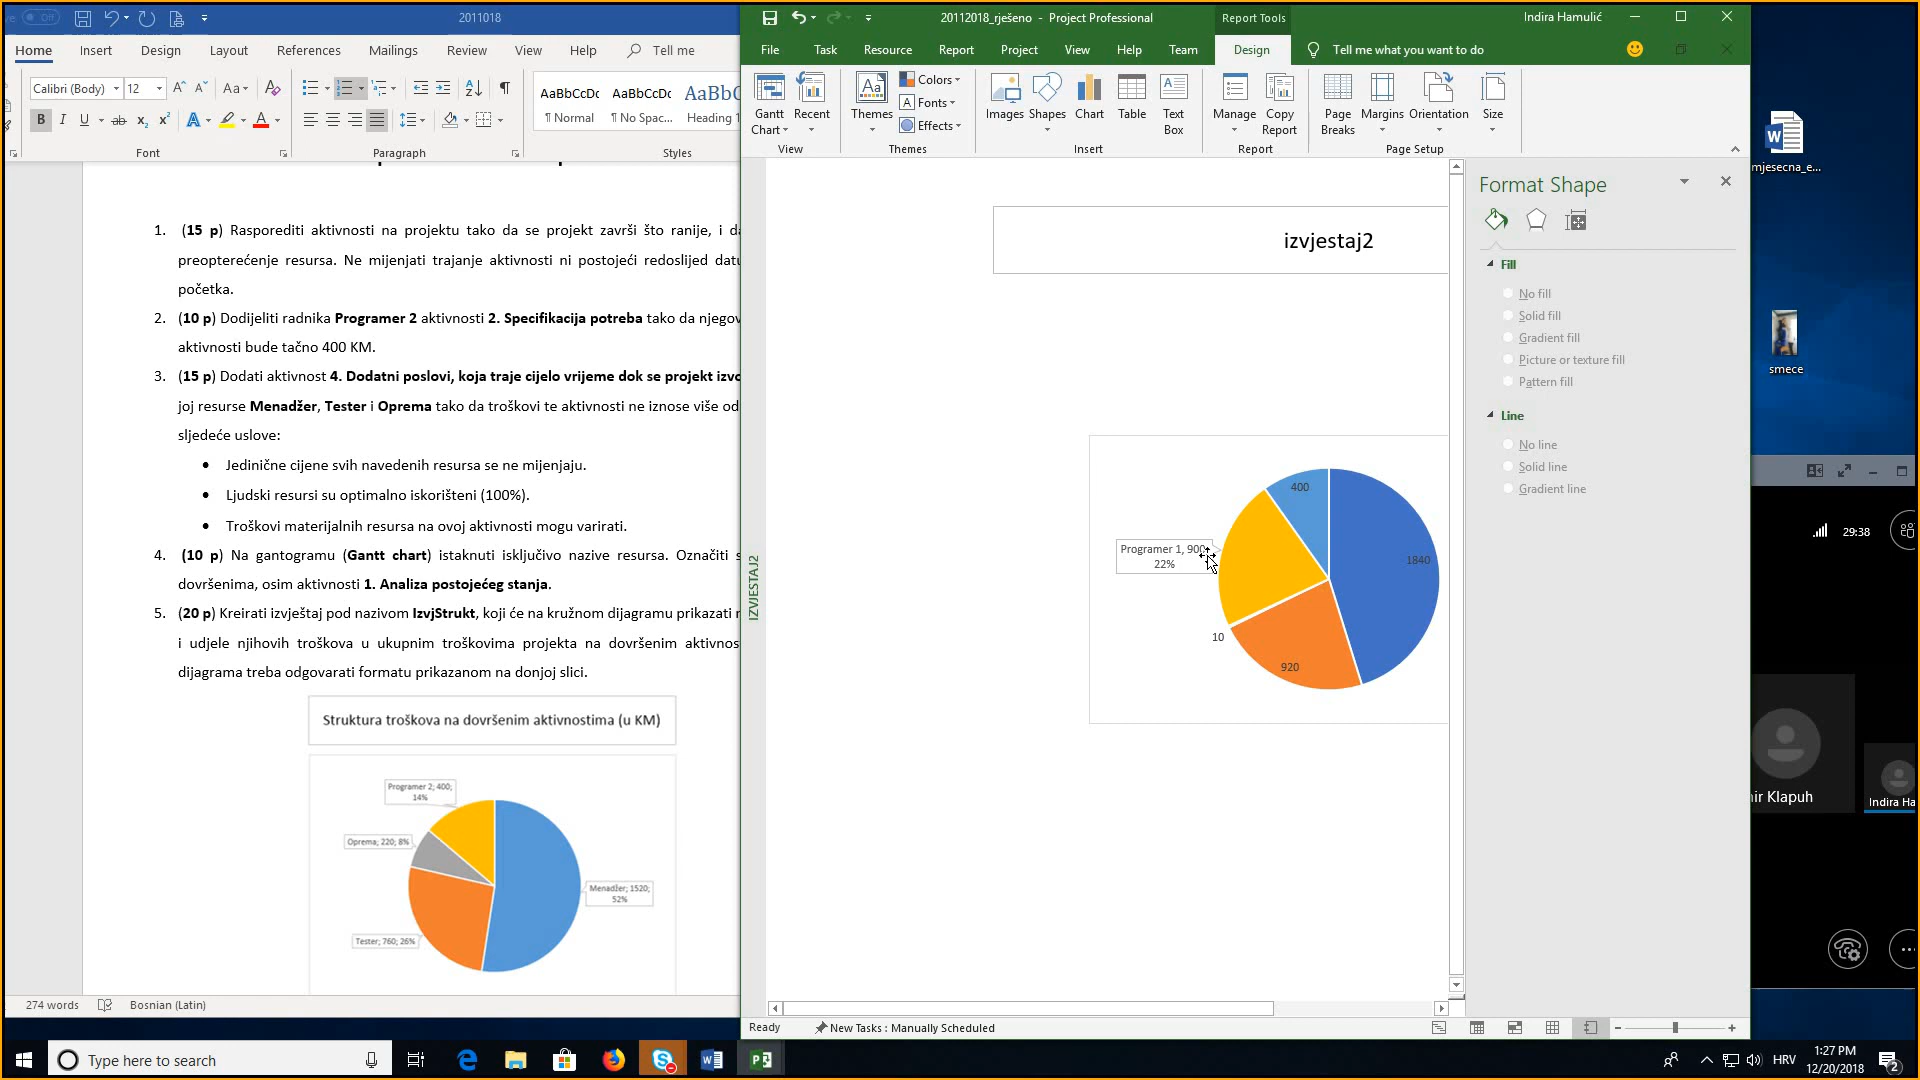 Off
2011018
Home Insert Design Layout References Mailings Review View Help Tell me
Calibri (Body) 12
Aa
B I U ab x₂ x² A A
AaBbCcDc AaBbCcDc AaBbC
¶ Normal ¶ No Spac... Heading 1
Font Paragraph Styles
1. (15 p) Rasporediti aktivnosti na projektu tako da se projekt završi što ranije, i da
preopterećenje resursa. Ne mijenjati trajanje aktivnosti ni postojeći redoslijed datu
početka.
2. (10 p) Dodijeliti radnika Programer 2 aktivnosti 2. Specifikacija potreba tako da njegov
aktivnosti bude tačno 400 KM.
3. (15 p) Dodati aktivnost 4. Dodatni poslovi, koja traje cijelo vrijeme dok se projekt izvo
joj resurse Menadžer, Tester i Oprema tako da troškovi te aktivnosti ne iznose više od
sljedeće uslove:
• Jedinične cijene svih navedenih resursa se ne mijenjaju.
• Ljudski resursi su optimalno iskorišteni (100%).
• Troškovi materijalnih resursa na ovoj aktivnosti mogu varirati.
4. (10 p) Na gantogramu (Gantt chart) istaknuti isključivo nazive resursa. Označiti s
dovršenima, osim aktivnosti 1. Analiza postojećeg stanja.
5. (20 p) Kreirati izvještaj pod nazivom IzvjStrukt, koji će na kružnom dijagramu prikazati
i udjele njihovih troškova u ukupnim troškovima projekta na dovršenim aktivnos
dijagrama treba odgovarati formatu prikazanom na donjoj slici.
Struktura troškova na dovršenim aktivnostima (u KM)
Programer 2; 400;
14%
Oprema; 220; 8%
Menadžer; 1520;
52%
Tester; 760; 26%
274 words Bosnian (Latin)
20112018_rješeno - Project Professional
Report Tools
Indira Hamulić
File Task Resource Report Project View Help Team Design Tell me what you want to do
Gantt Chart
Recent
View
Themes
Colors
Fonts
Effects
Themes
Images Shapes Chart Table Text Box
Insert
Manage Copy Report
Report
Page Breaks Margins Orientation Size
Page Setup
IZVJESTAJ2
izvjestaj2
400
Programer 1, 900
22%
1840
10
920
Format Shape
Fill
No fill
Solid fill
Gradient fill
Picture or texture fill
Pattern fill
Line
No line
Solid line
Gradient line
Ready New Tasks : Manually Scheduled
mjesecna_e...
smece
29:38
ir Klapuh
Indira Ha
Type here to search
HRV
1:27 PM
12/20/2018
2